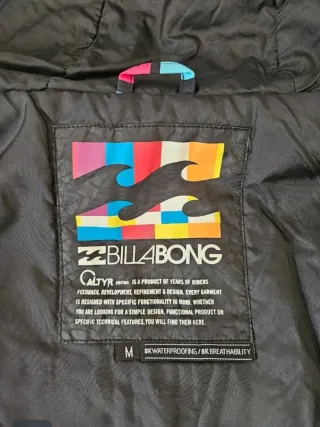 BILLABONG
ALTYR series IS A PRODUCT OF YEARS OF RIDERS
FEEDBACK, DEVELOPMENT, REFINEMENT & DESIGN. EVERY GARMENT
IS DESIGNED WITH SPECIFIC FUNCTIONALITY IN MIND. WHETHER
YOU ARE LOOKING FOR A SIMPLE DESIGN, FUNCTIONAL PRODUCT OR
SPECIFIC TECHNICAL FEATURES, YOU WILL FIND THEM HERE.
M 8K WATERPROOFING / 8K BREATHABILITY